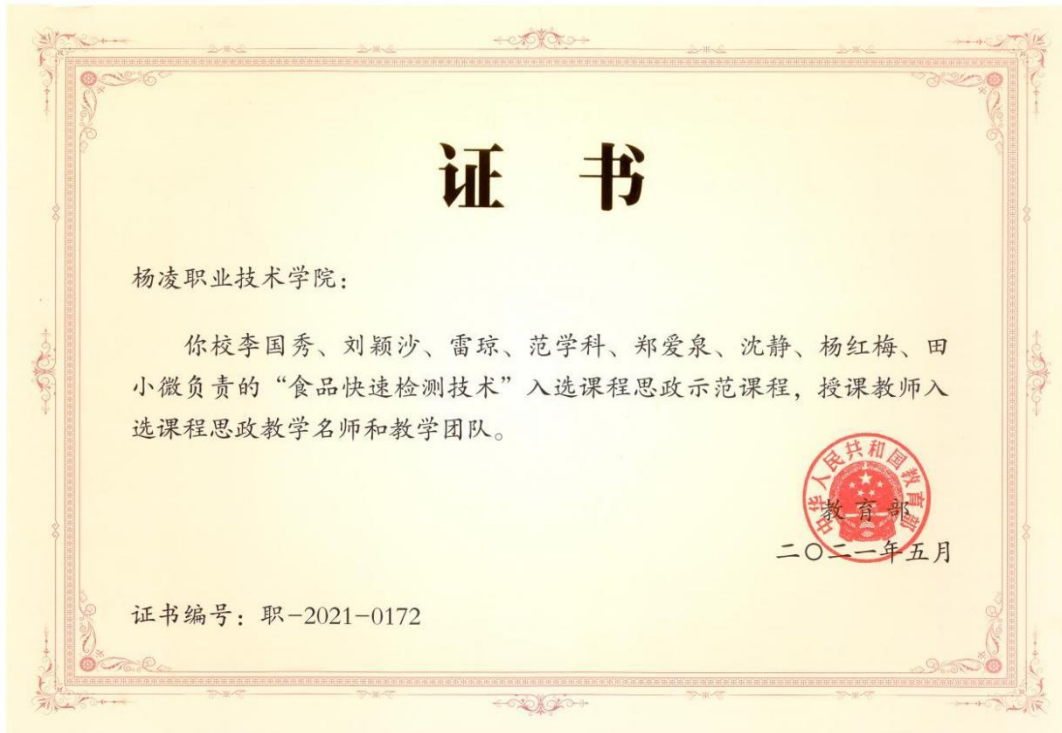 证 书
杨凌职业技术学院：
你校李国秀、刘颖沙、雷琼、范学科、郑爱泉、沈静、杨红梅、田
小微负责的“食品快速检测技术”入选课程思政示范课程，授课教师入
选课程思政教学名师和教学团队。
中华人民共和国教育部
教育部
二〇二一年五月
证书编号：职-2021-0172